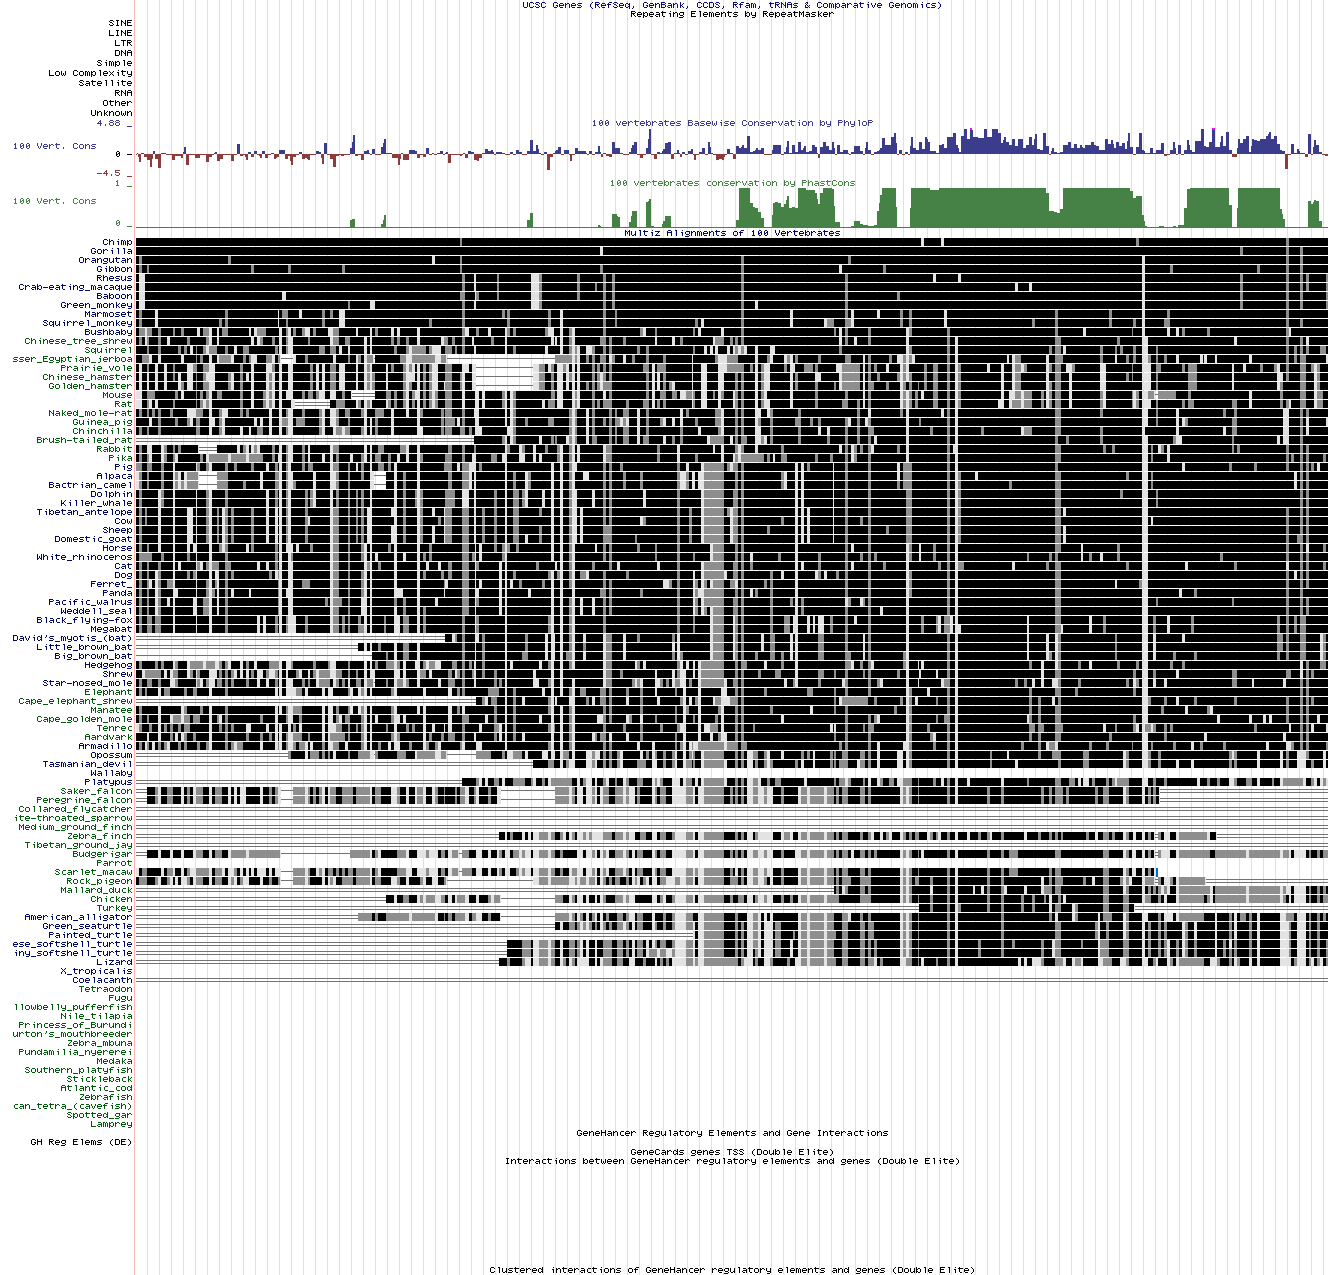 UCSC Genes (RefSeq, GenBank, CCDS, Rfam, tRNAs & Comparative Genomics)
Repeating Elements by RepeatMasker
SINE
LINE
LTR
DNA
Simple
Low Complexity
Satellite
RNA
Other
Unknown
4.88 _
100 vertebrates Basewise Conservation by PhyloP
100 Vert. Cons
0 -
-4.5 _
100 vertebrates conservation by PhastCons
1 _
100 Vert. Cons
0 _
Multiz Alignments of 100 Vertebrates
Chimp
Gorilla
Orangutan
Gibbon
Rhesus
Crab-eating_macaque
Baboon
Green_monkey
Marmoset
Squirrel_monkey
Bushbaby
Chinese_tree_shrew
Squirrel
sser_Egyptian_jerboa
Prairie_vole
Chinese_hamster
Golden_hamster
Mouse
Rat
Naked_mole-rat
Guinea_pig
Chinchilla
Brush-tailed_rat
Rabbit
Pika
Pig
Alpaca
Bactrian_camel
Dolphin
Killer_whale
Tibetan_antelope
Cow
Sheep
Domestic_goat
Horse
White_rhinoceros
Cat
Dog
Ferret_
Panda
Pacific_walrus
Weddell_seal
Black_flying-fox
Megabat
David's_myotis_(bat)
Little_brown_bat
Big_brown_bat
Hedgehog
Shrew
Star-nosed_mole
Elephant
Cape_elephant_shrew
Manatee
Cape_golden_mole
Tenrec
Aardvark
Armadillo
Opossum
Tasmanian_devil
Wallaby
Platypus
Saker_falcon
Peregrine_falcon
Collared_flycatcher
ite-throated_sparrow
Medium_ground_finch
Zebra_finch
Tibetan_ground_jay
Budgerigar
Parrot
Scarlet_macaw
Rock_pigeon
Mallard_duck
Chicken
Turkey
American_alligator
Green_seaturtle
Painted_turtle
ese_softshell_turtle
iny_softshell_turtle
Lizard
X_tropicalis
Coelacanth
Tetraodon
Fugu
llowbelly_pufferfish
Nile_tilapia
Princess_of_Burundi
urton's_mouthbreeder
Zebra_mbuna
Pundamilia_nyererei
Medaka
Southern_platyfish
Stickleback
Atlantic_cod
Zebrafish
can_tetra_(cavefish)
Spotted_gar
Lamprey
GeneHancer Regulatory Elements and Gene Interactions
GH Reg Elems (DE)
GeneCards genes TSS (Double Elite)
Interactions between GeneHancer regulatory elements and genes (Double Elite)
Clustered interactions of GeneHancer regulatory elements and genes (Double Elite)